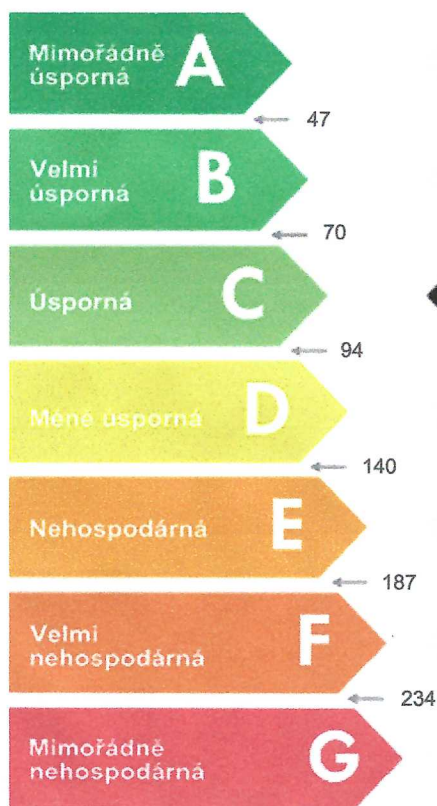 Mimořádně
úsporná
A
47
Velmi
úsporná
B
70
Úsporná
C
94
Méně úsporná
D
140
Nehospodárná
E
187
Velmi
nehospodárná
F
234
Mimořádně
nehospodárná
G